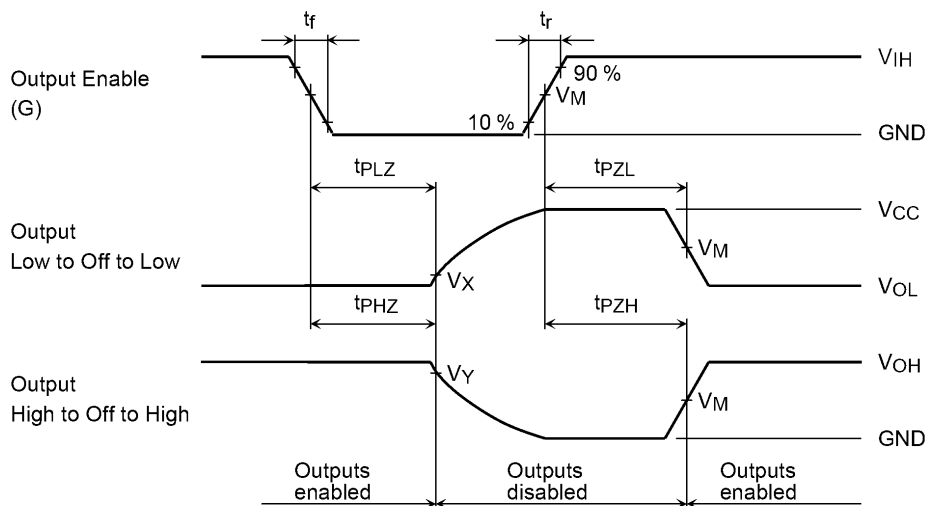 tf
tr
Output Enable
(G)
90 %
VM
10 %
VIH
GND
tPLZ
tPZL
Output
Low to Off to Low
VCC
VM
VX
VOL
tPHZ
tPZH
Output
High to Off to High
VY
VOH
VM
GND
Outputs
enabled
Outputs
disabled
Outputs
enabled